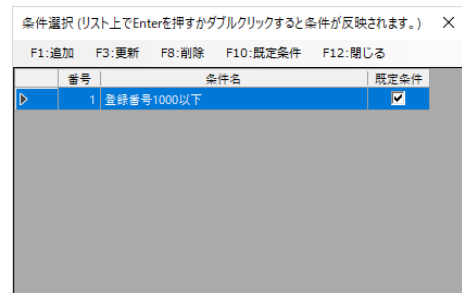 条件選択 (リスト上でEnterを押すかダブルクリックすると条件が反映されます。)
F1:追加 F3:更新 F8:削除 F10:既定条件 F12:閉じる
番号 条件名 既定条件
1 登録番号1000以下